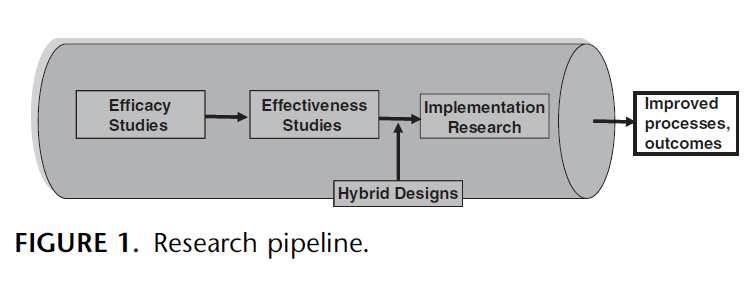 Efficacy
Studies
Effectiveness
Studies
Implementation
Research
Hybrid Designs
Improved
processes,
outcomes
FIGURE 1. Research pipeline.